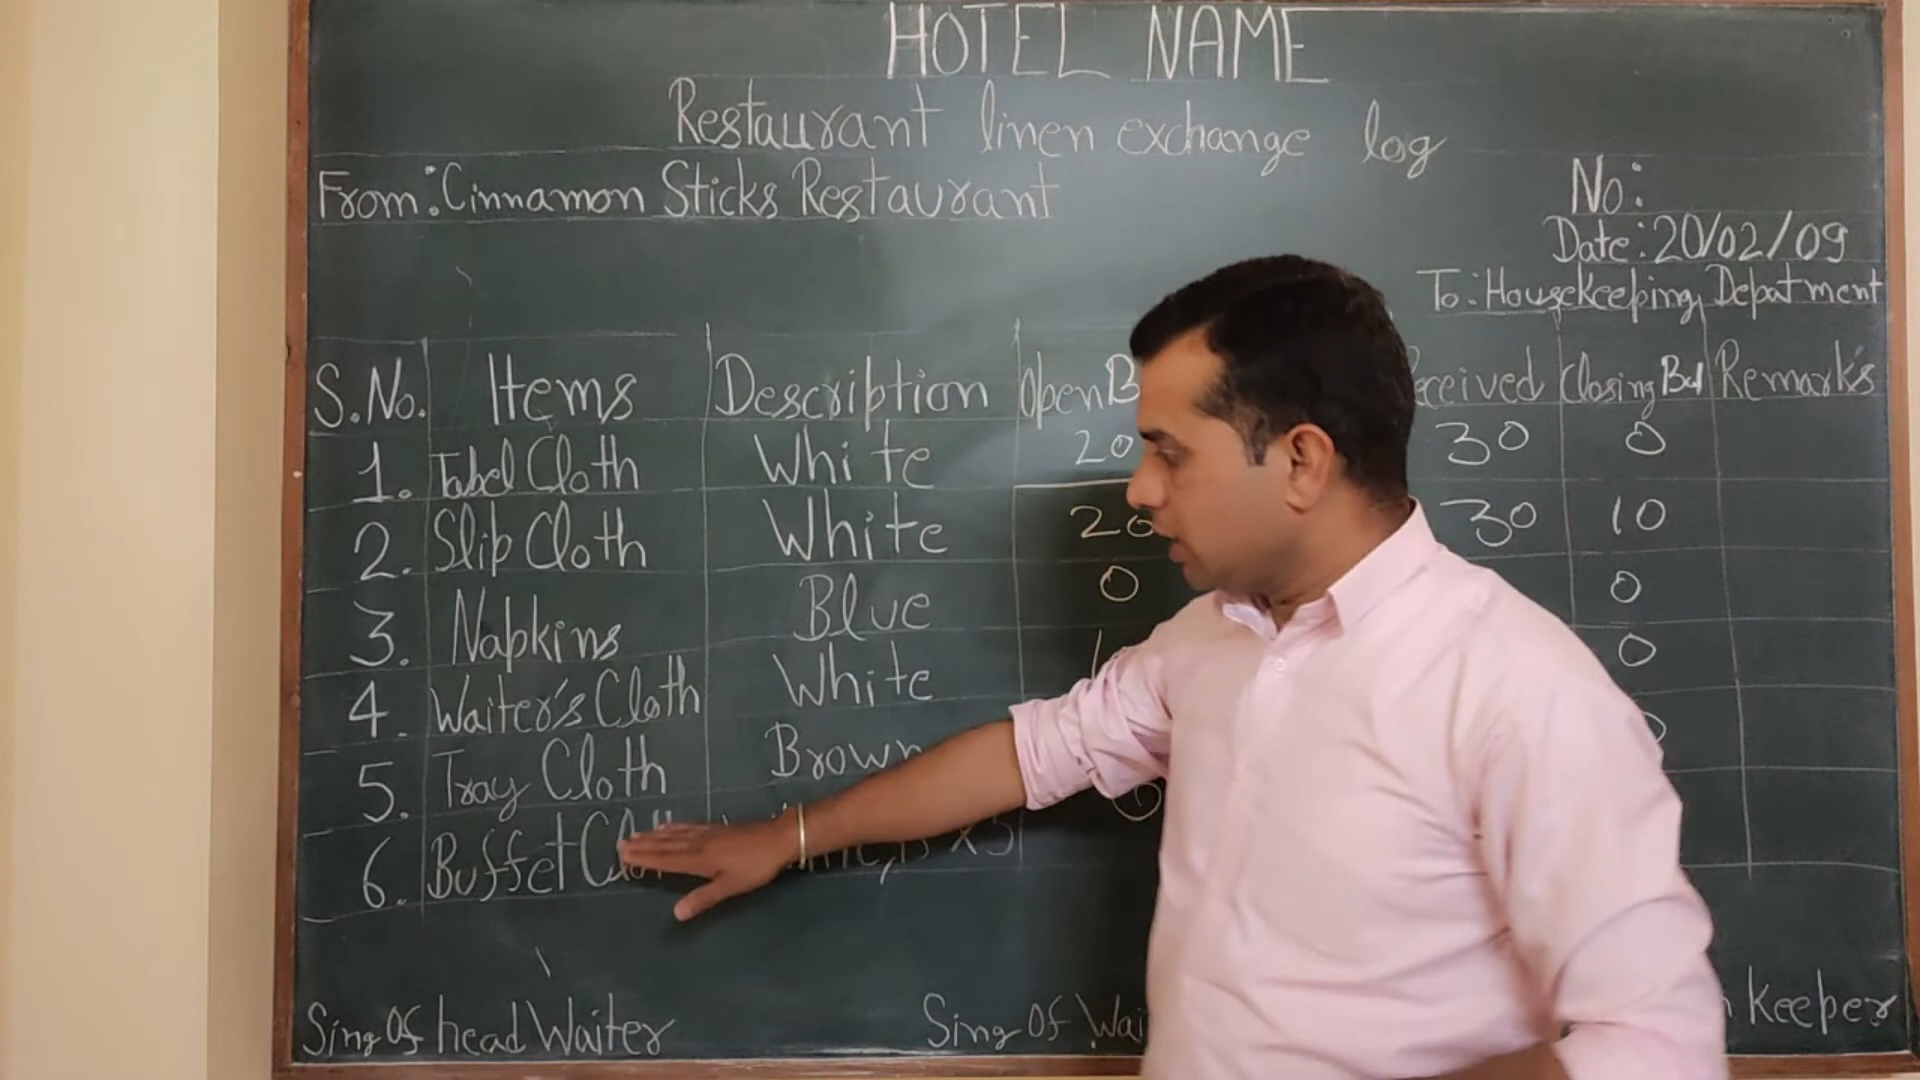 HOTEL NAME
Restaurant linen exchange log
From: Cinnamon Sticks Restaurant
No:
Date: 20/02/09
To: Housekeeping Depatment
S.No. Items Description Open Closing Bal Remark's
1. Tabel Cloth White 20 30 0
2. Slip Cloth White 20 30 10
3. Napkins Blue 0 0
4. Waiter's Cloth White 0
5. Tray Cloth Brown
6. Buffet
Sing Of head Waiter Sing Of Keeper